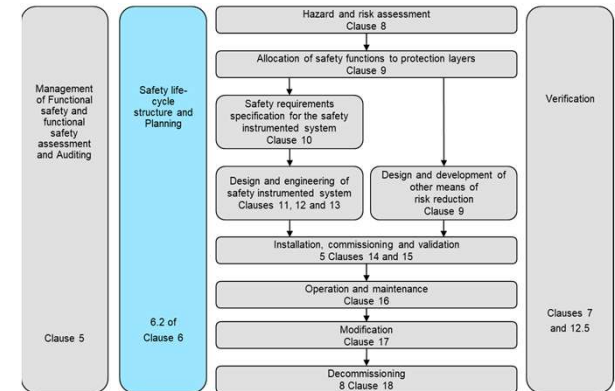 Management
of Functional
safety and
functional
safety
assessment
and Auditing
Clause 5
Safety life-
cycle
structure and
Planning
6.2 of
Clause 6
Hazard and risk assessment
Clause 8
Allocation of safety functions to protection layers
Clause 9
Safety requirements
specification for the safety
instrumented system
Clause 10
Design and engineering of
safety instrumented system
Clauses 11, 12 and 13
Design and development of
other means of
risk reduction
Clause 9
Installation, commissioning and validation
5 Clauses 14 and 15
Operation and maintenance
Clause 16
Modification
Clause 17
Decommissioning
8 Clause 18
Verification
Clauses 7
and 12.5